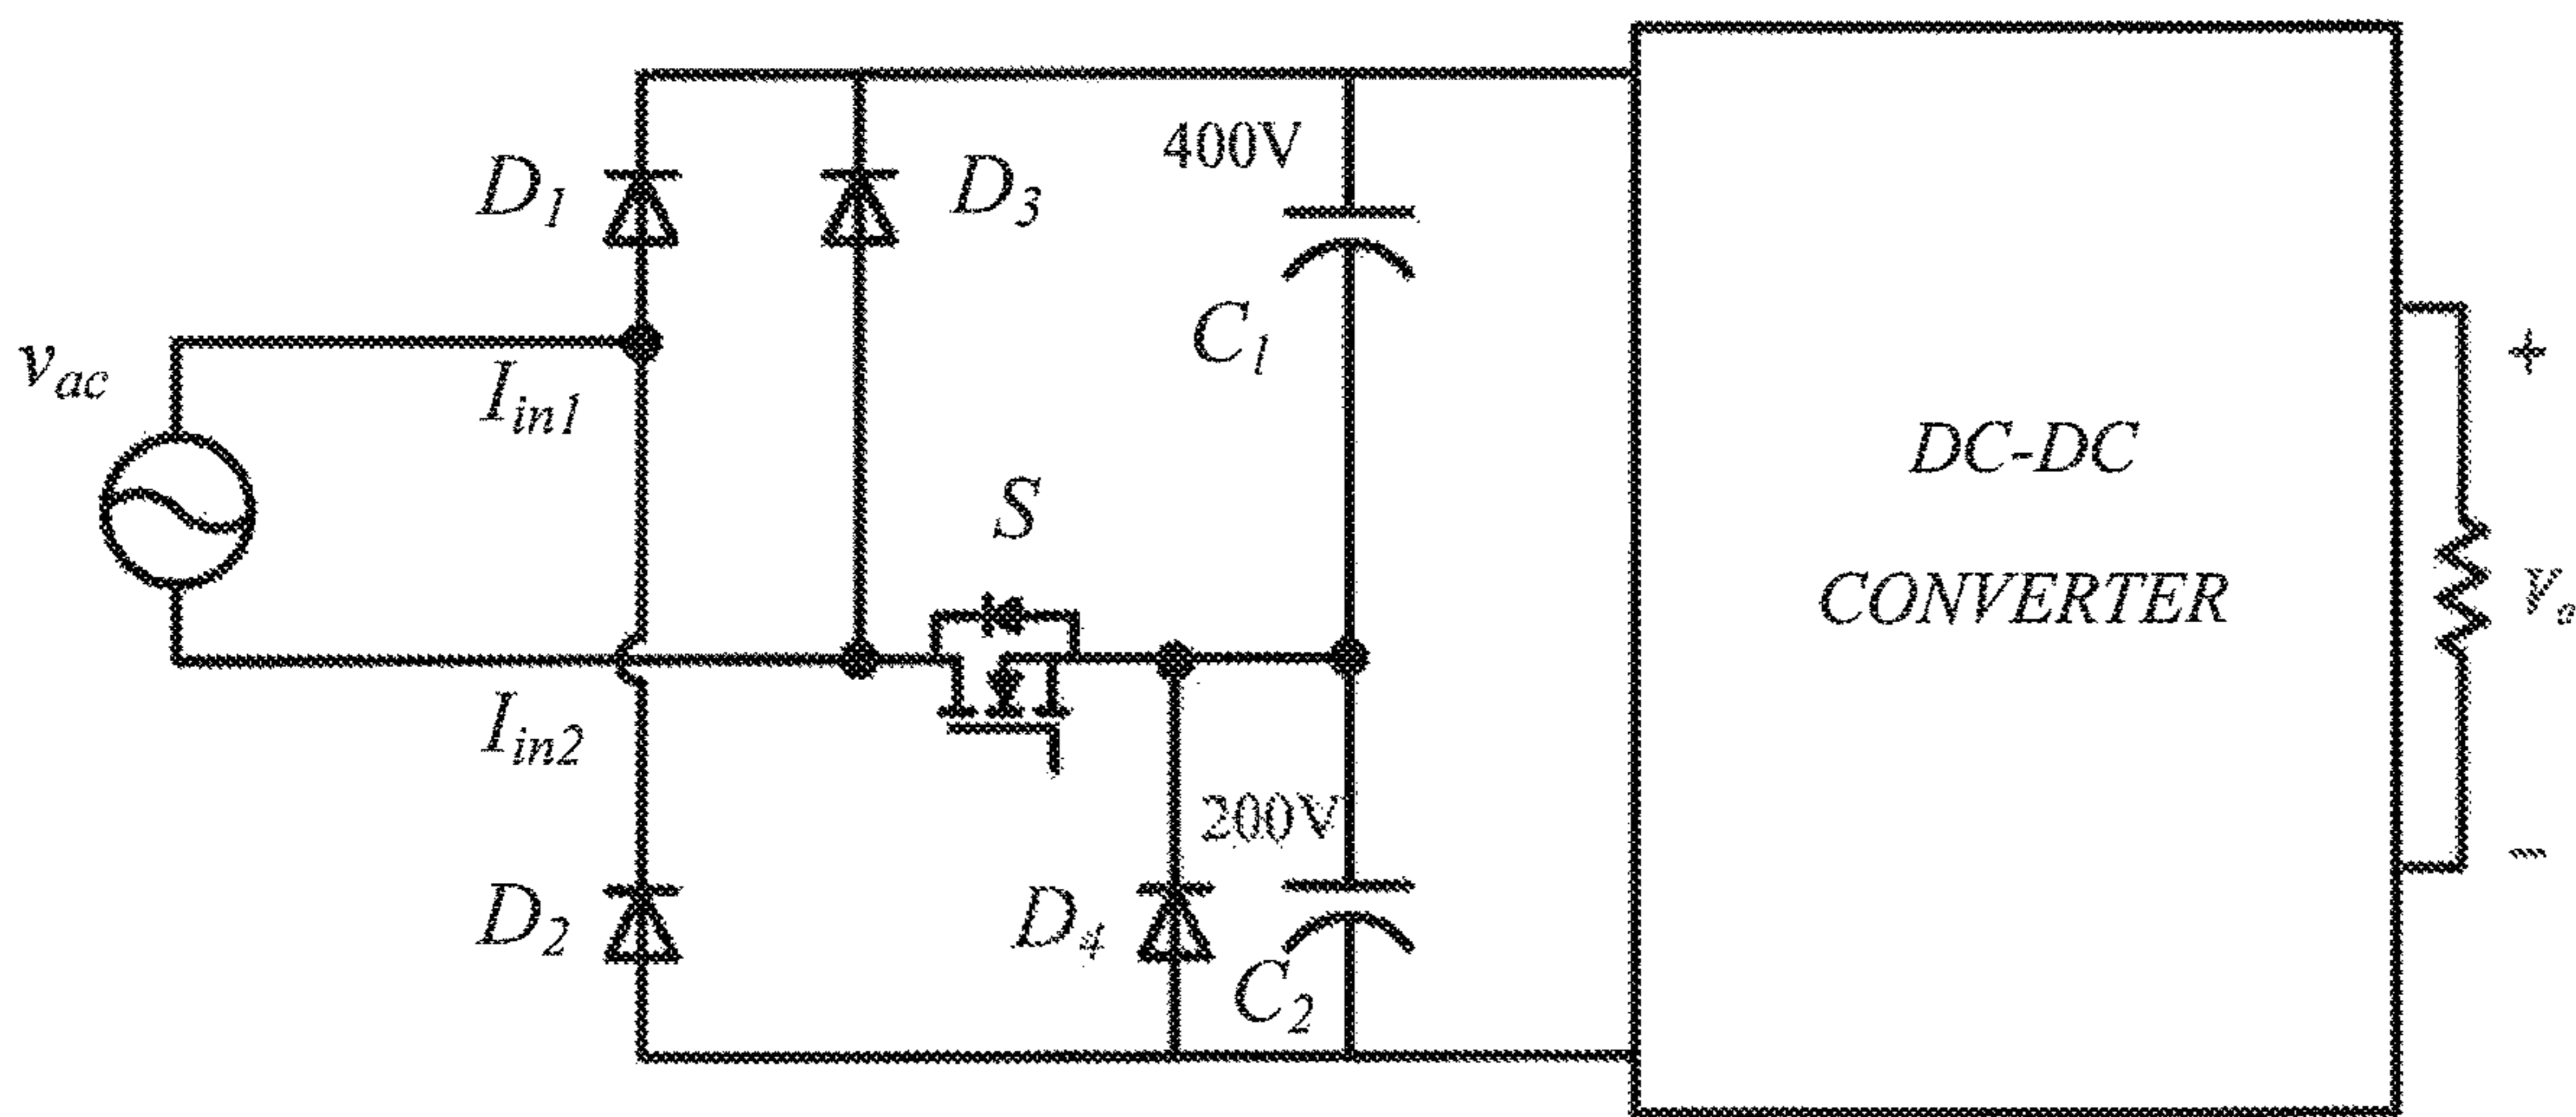 400V
D1
D3
C1
vac
Iin1
+
DC-DC
CONVERTER
S
Iin2
200V
D2
D4
C2
−